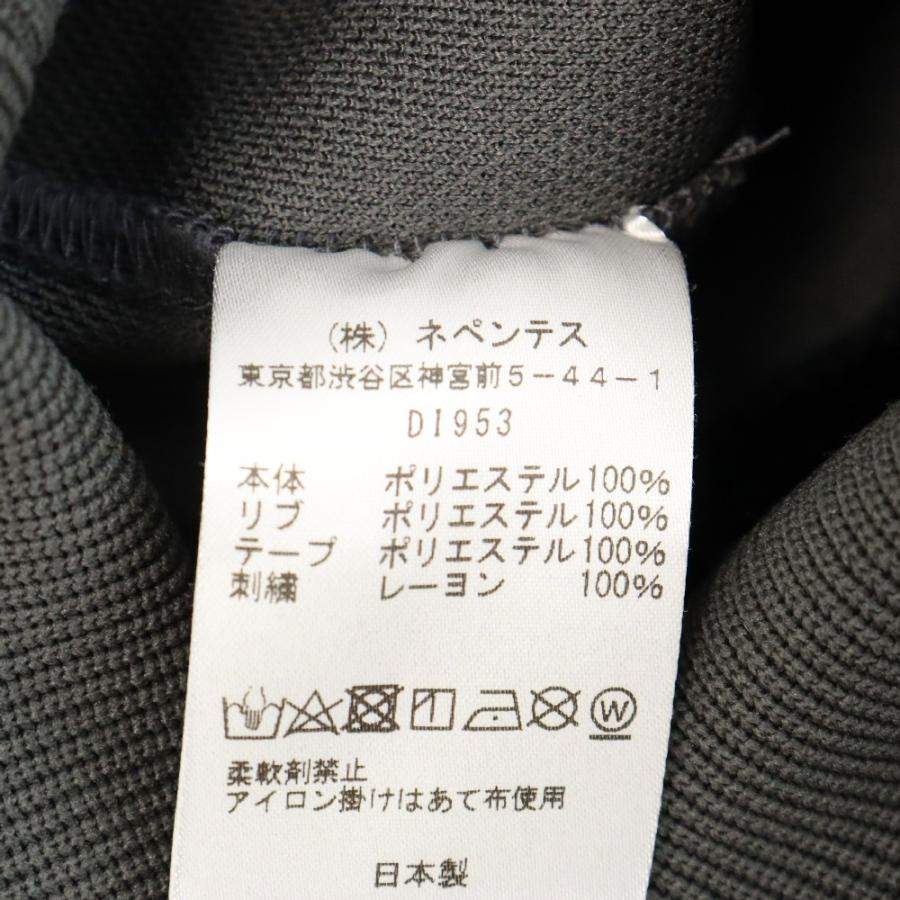 (株) ネペンテス
東京都渋谷区神宮前5-44-1
DI953
本体 ポリエステル100%
リブ ポリエステル100%
テープ ポリエステル100%
刺繍 レーヨン 100%
W
柔軟剤禁止
アイロン掛けはあて布使用
日本製